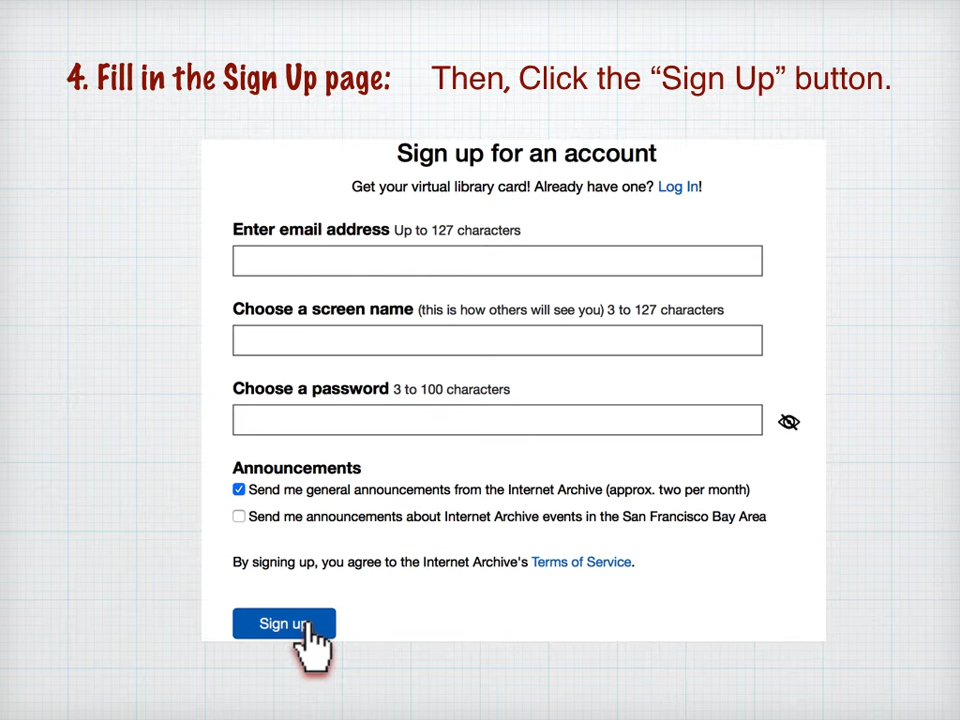 4. Fill in the Sign Up page: Then, Click the “Sign Up” button.
Sign up for an account
Get your virtual library card! Already have one? Log In!
Enter email address Up to 127 characters
Choose a screen name (this is how others will see you) 3 to 127 characters
Choose a password 3 to 100 characters
Announcements
Send me general announcements from the Internet Archive (approx. two per month)
Send me announcements about Internet Archive events in the San Francisco Bay Area
By signing up, you agree to the Internet Archive's Terms of Service.
Sign up